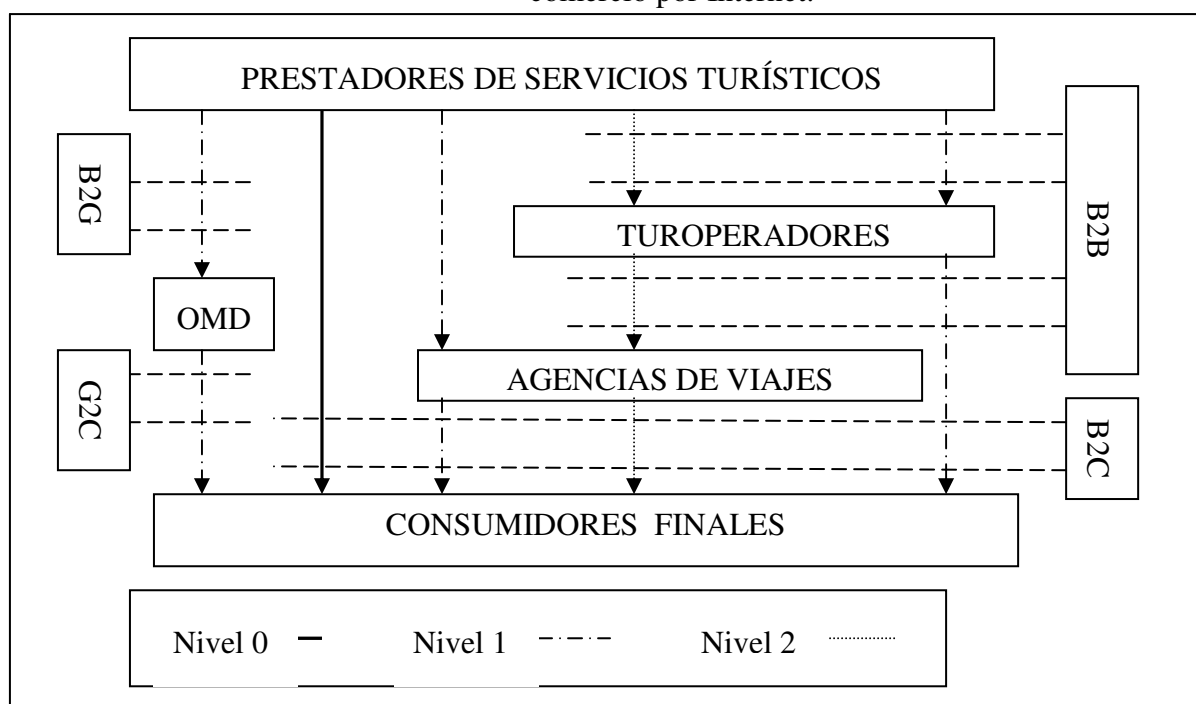 comercio por Internet.
PRESTADORES DE SERVICIOS TURÍSTICOS
B2G
B2B
TUROPERADORES
OMD
G2C
AGENCIAS DE VIAJES
B2C
CONSUMIDORES FINALES
Nivel 0 Nivel 1 Nivel 2